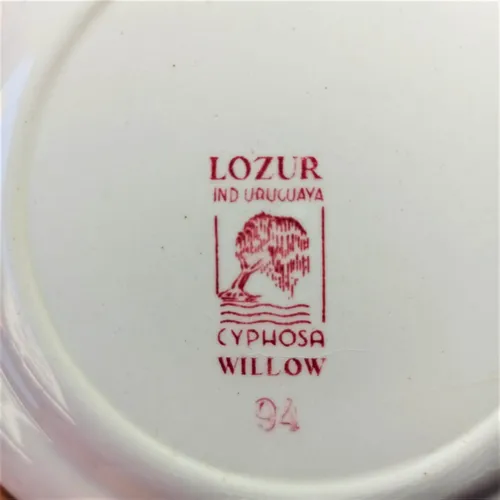 LOZUR
IND URUGUAYA
CYPHOSA
WILLOW
94